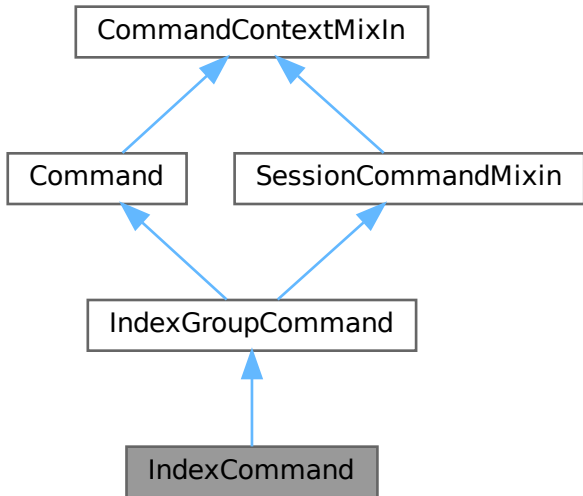 CommandContextMixIn
Command
SessionCommandMixin
IndexGroupCommand
IndexCommand